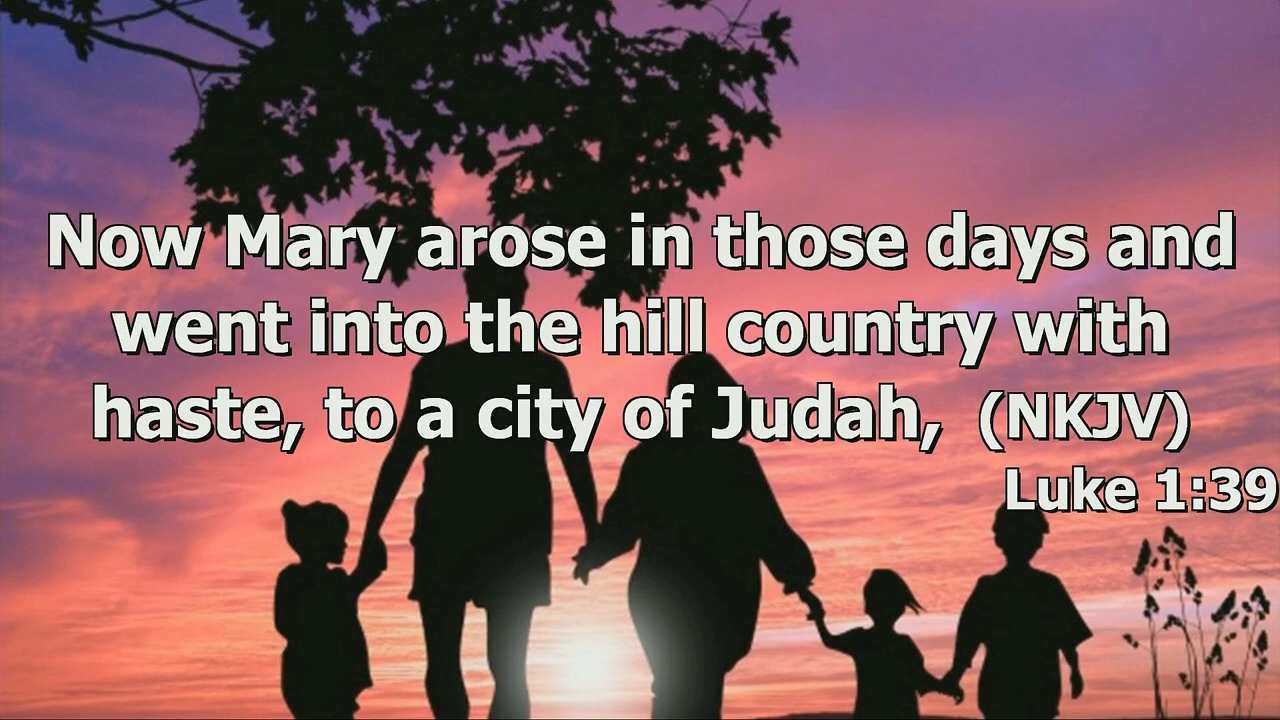 Now Mary arose in those days and
went into the hill country with
haste, to a city of Judah, (NKJV)
Luke 1:39